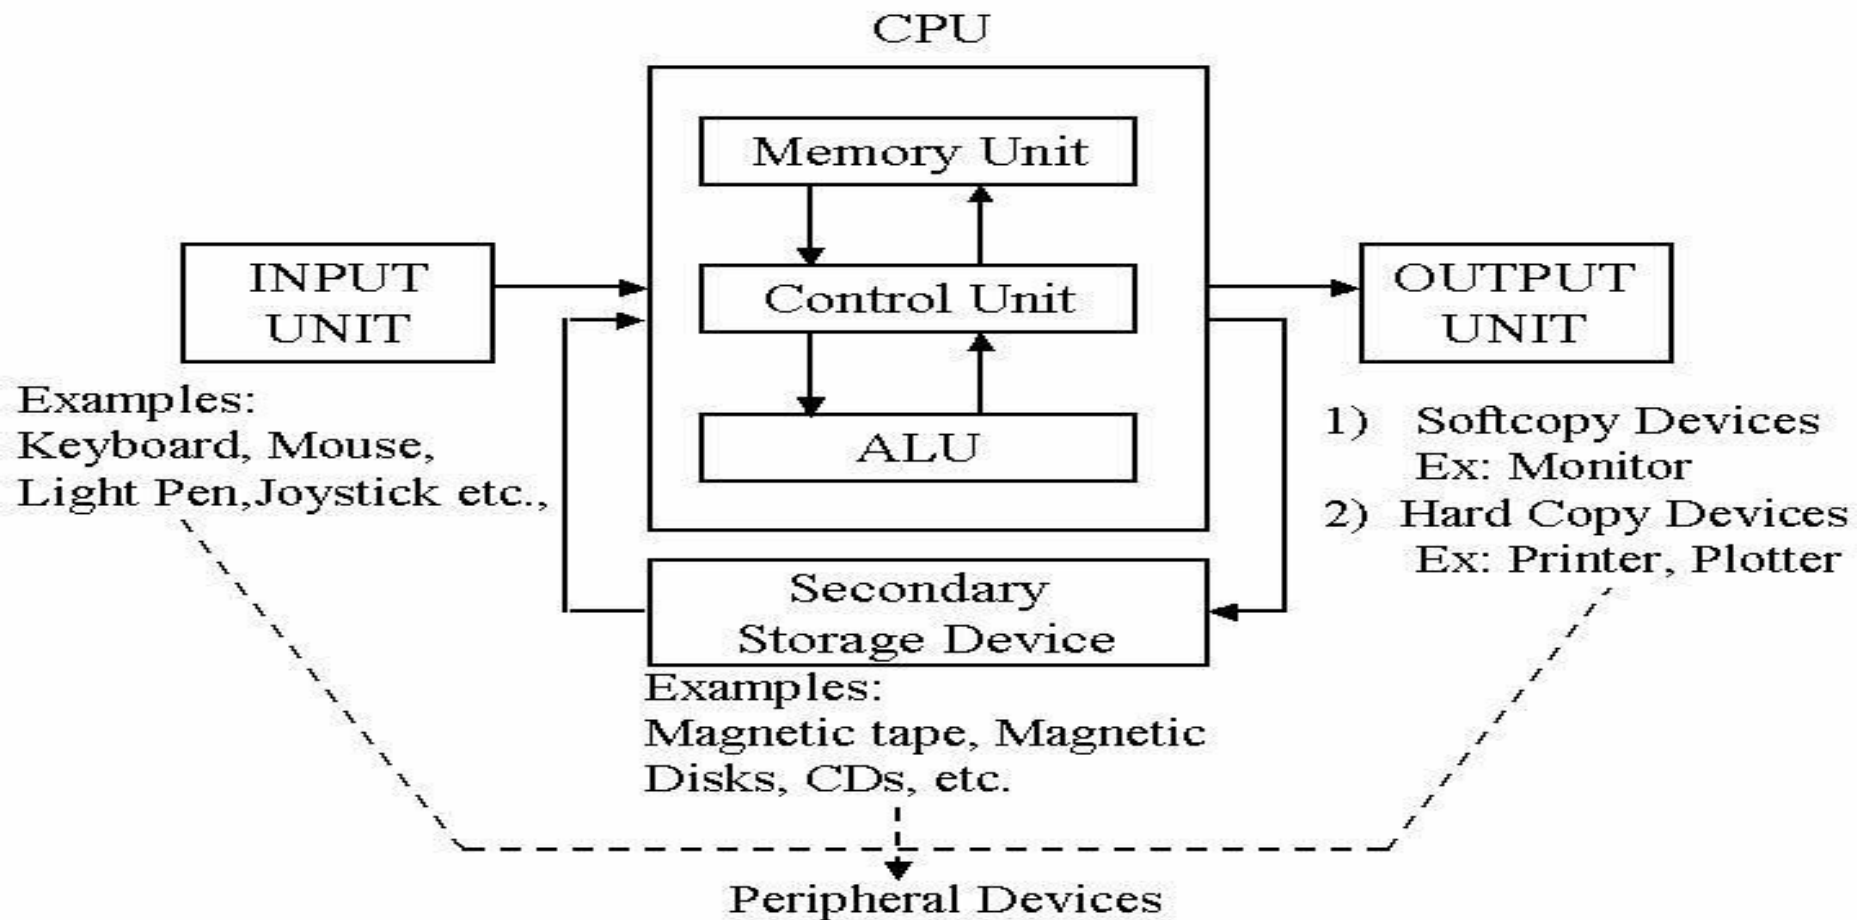 CPU
Memory Unit
Control Unit
ALU
INPUT
UNIT
Examples:
Keyboard, Mouse,
Light Pen,Joystick etc.,
OUTPUT
UNIT
1) Softcopy Devices
Ex: Monitor
2) Hard Copy Devices
Ex: Printer, Plotter
Secondary
Storage Device
Examples:
Magnetic tape, Magnetic
Disks, CDs, etc.
Peripheral Devices